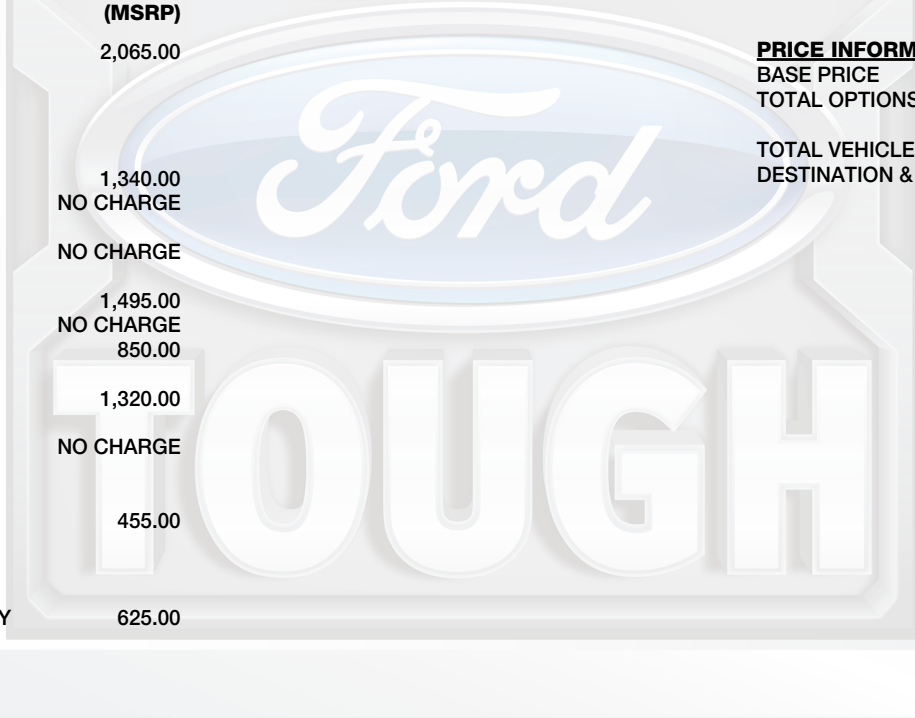 (MSRP)
2,065.00
1,340.00
NO CHARGE
NO CHARGE
1,495.00
NO CHARGE
850.00
1,320.00
NO CHARGE
455.00
Y 625.00
PRICE INFORM
BASE PRICE
TOTAL OPTIONS
TOTAL VEHICLE
DESTINATION &
Ford
TOUGH